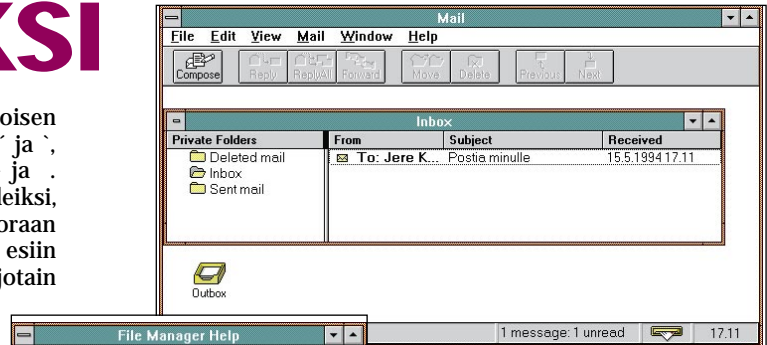 KSI
oisen
´ ja `,
ja .
leiksi,
oraan
esiin
jotain
Mail
File Edit View Mail Window Help
Compose Reply ReplyAll Forward Move Delete Previous Next
Inbox
Private Folders From Subject Received
Deleted mail To: Jere K... Postia minulle 15.5.1994 17.11
Inbox
Sent mail
Outbox
1 message: 1 unread 17.11
File Manager Help